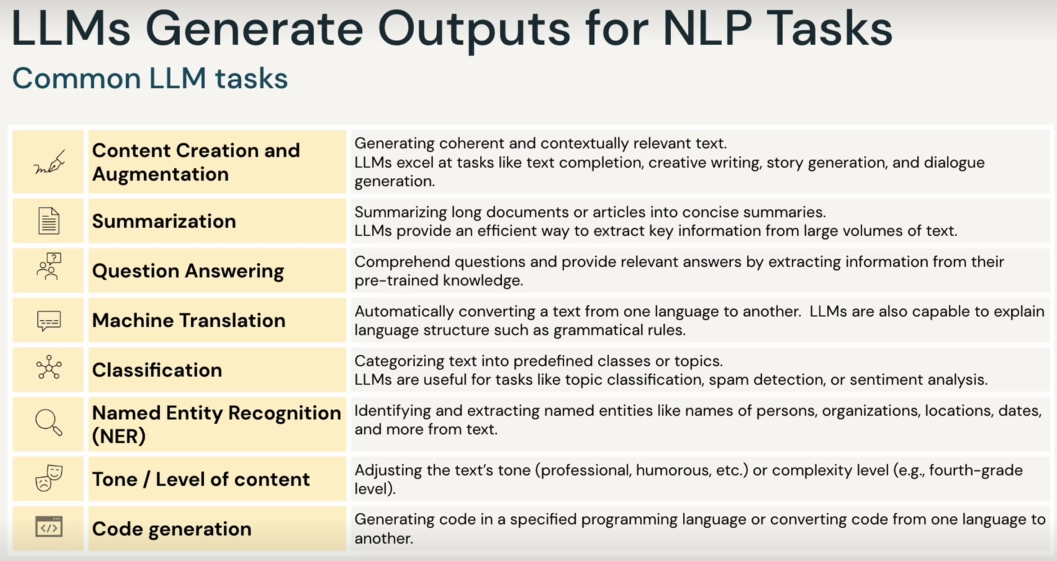 LLMs Generate Outputs for NLP Tasks
Common LLM tasks
Content Creation and
Augmentation
Generating coherent and contextually relevant text.
LLMs excel at tasks like text completion, creative writing, story generation, and dialogue
generation.
Summarization
Summarizing long documents or articles into concise summaries.
LLMs provide an efficient way to extract key information from large volumes of text.
Question Answering
Comprehend questions and provide relevant answers by extracting information from their
pre-trained knowledge.
Machine Translation
Automatically converting a text from one language to another.  LLMs are also capable to explain
language structure such as grammatical rules.
Classification
Categorizing text into predefined classes or topics.
LLMs are useful for tasks like topic classification, spam detection, or sentiment analysis.
Named Entity Recognition
(NER)
Identifying and extracting named entities like names of persons, organizations, locations, dates,
and more from text.
Tone / Level of content
Adjusting the text's tone (professional, humorous, etc.) or complexity level (e.g., fourth-grade
level).
Code generation
Generating code in a specified programming language or converting code from one language to
another.